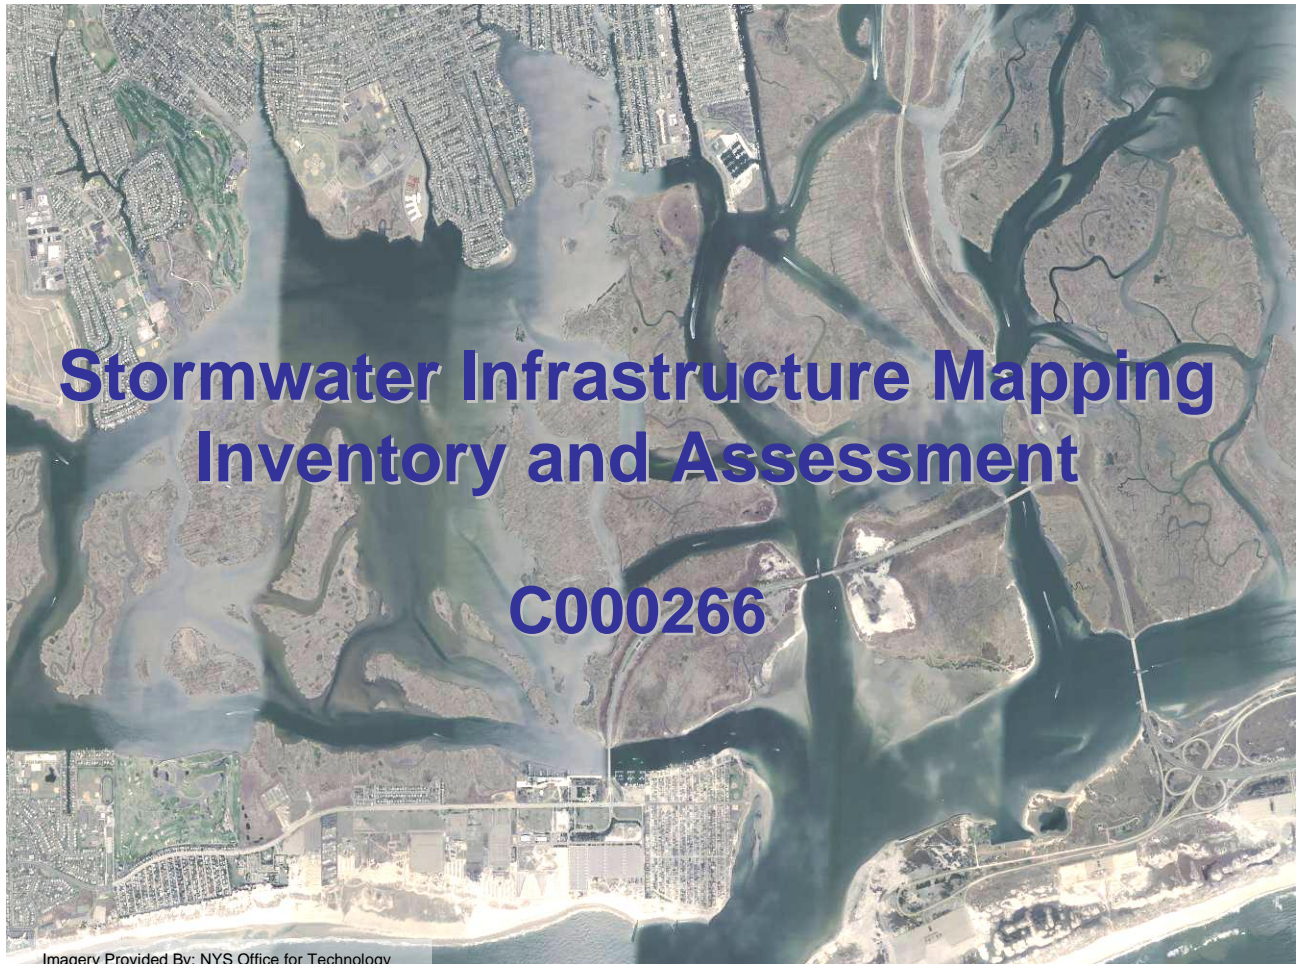 Stormwater Infrastructure Mapping
Inventory and Assessment
C000266
Imagery Provided By: NYS Office for Technology